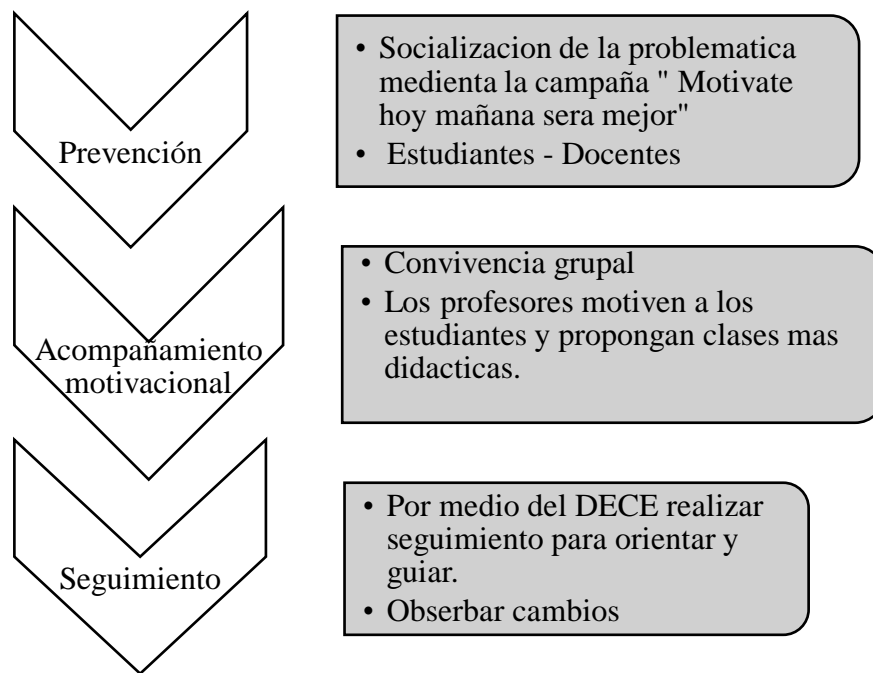 Prevención
• Socializacion de la problematica
medienta la campaña " Motivate
hoy mañana sera mejor"
• Estudiantes - Docentes
Acompañamiento
motivacional
• Convivencia grupal
• Los profesores motiven a los
estudiantes y propongan clases mas
didacticas.
Seguimiento
• Por medio del DECE realizar
seguimiento para orientar y
guiar.
• Obserbar cambios